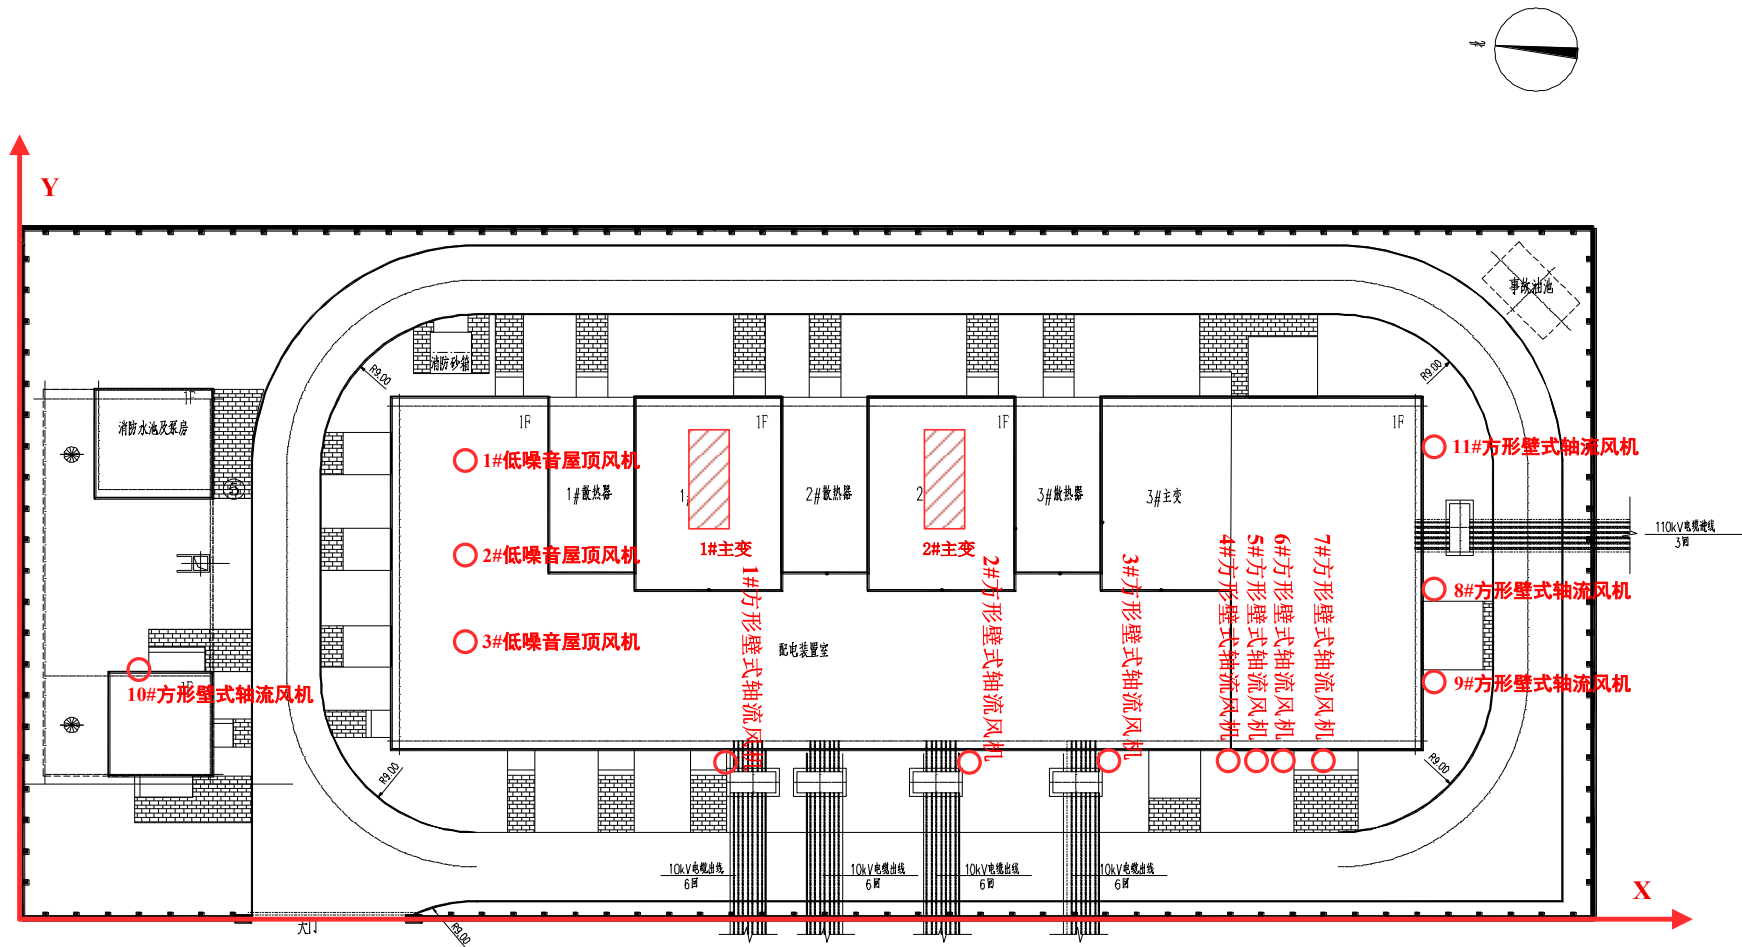 北
Y
事故油池
消防砂箱
R9.00
R9.00
1F
消防水池及泵房
1F
1F
1F
1F
11#方形壁式轴流风机
1#低噪音屋顶风机
1#散热器
2#散热器
3#散热器
3#主变
5
110kV电缆进线
3回
1#主变
2#主变
2#低噪音屋顶风机
1#方形壁式轴流风机
2#方形壁式轴流风机
3#方形壁式轴流风机
4#方形壁式轴流风机
5#方形壁式轴流风机
6#方形壁式轴流风机
7#方形壁式轴流风机
8#方形壁式轴流风机
3#低噪音屋顶风机
配电装置室
9#方形壁式轴流风机
10#方形壁式轴流风机
1F
R9.00
R9.00
10kV电缆出线
6回
10kV电缆出线
6回
10kV电缆出线
6回
10kV电缆出线
6回
X
大门
R9.00